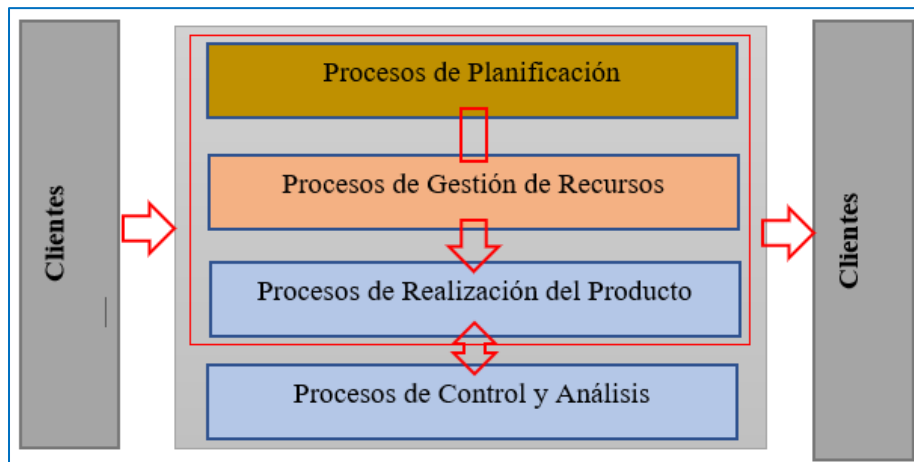 Clientes
Procesos de Planificación
Procesos de Gestión de Recursos
Procesos de Realización del Producto
Procesos de Control y Análisis
Clientes